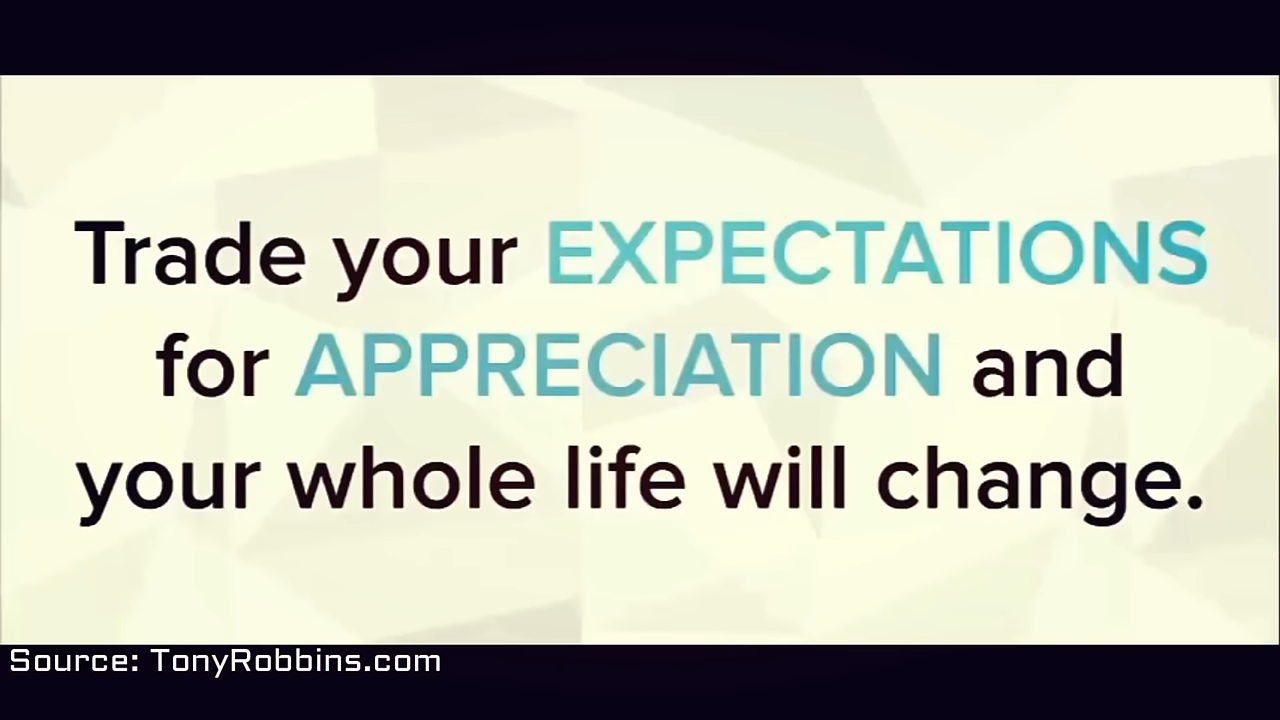 Trade your EXPECTATIONS
for APPRECIATION and
your whole life will change.
Source: TonyRobbins.com